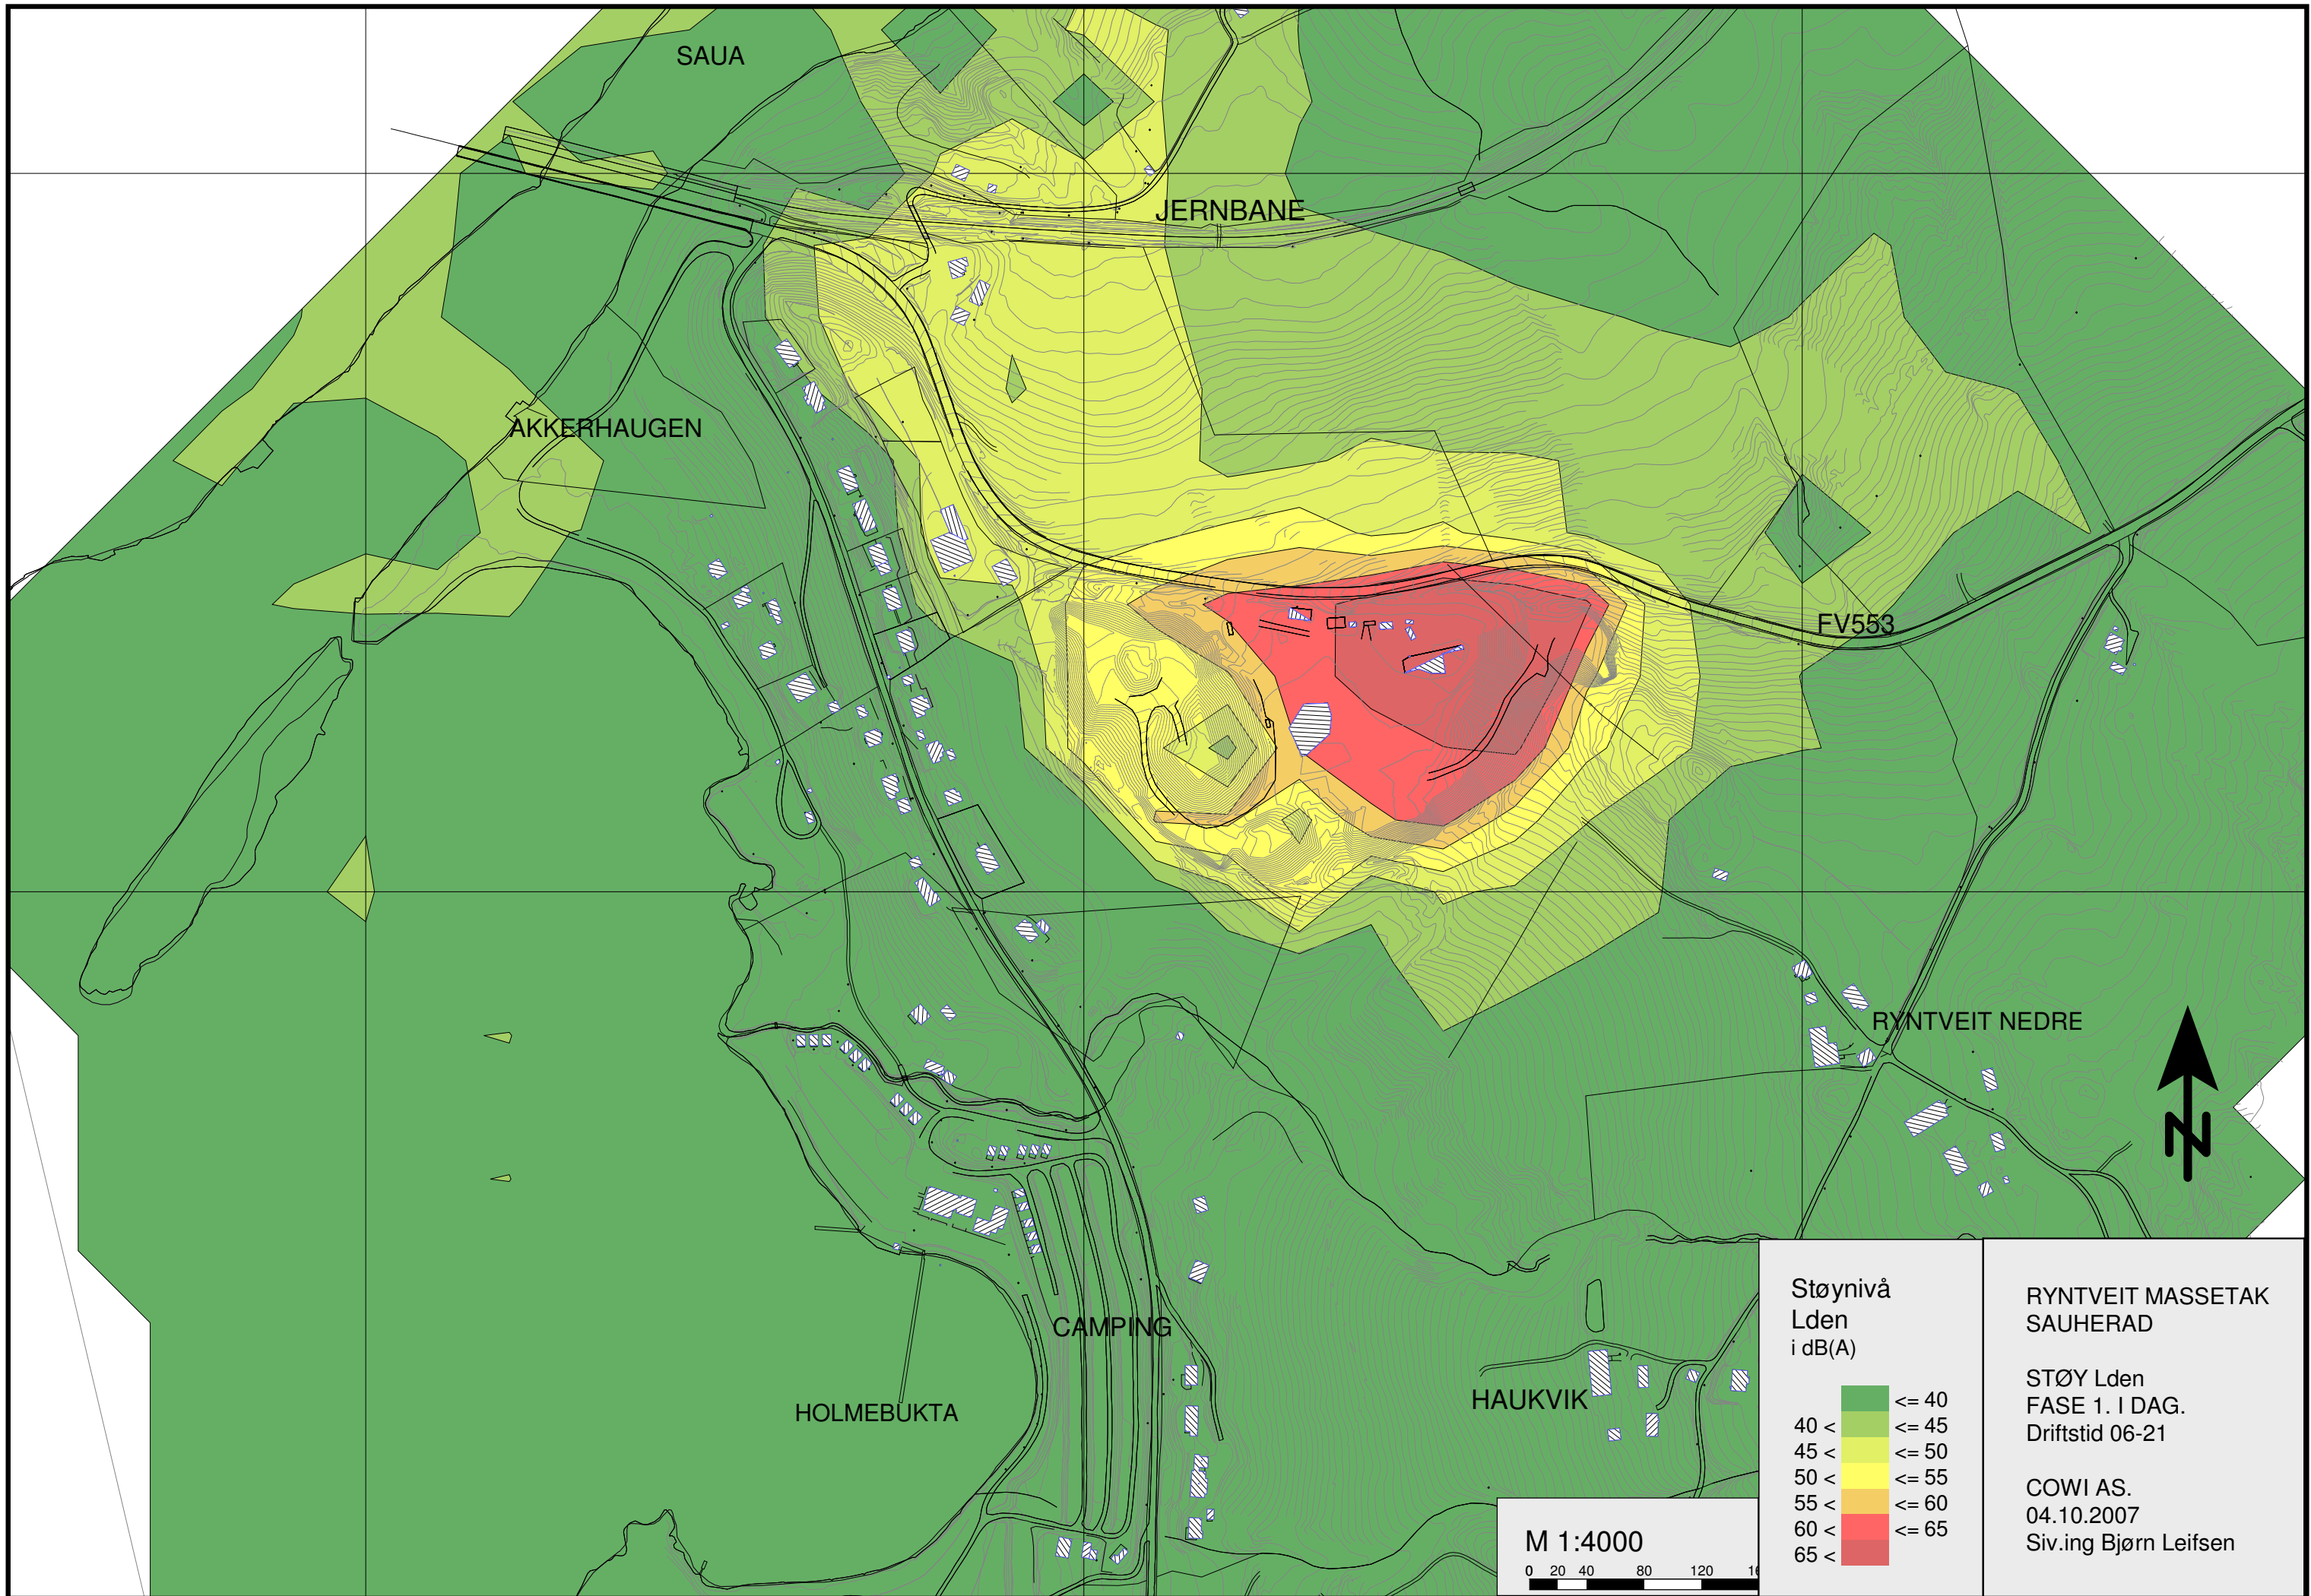 SAUA
JERNBANE
AKKERHAUGEN
FV553
RYNTVEIT NEDRE
N
CAMPING
HAUKVIK
HOLMEBUKTA
M 1:4000
0 20 40 80 120
Støynivå
Lden
i dB(A)
<= 40
40 < <= 45
45 < <= 50
50 < <= 55
55 < <= 60
60 < <= 65
65 <
RYNTVEIT MASSETAK
SAUHERAD
STØY Lden
FASE 1. I DAG.
Driftstid 06-21
COWI AS.
04.10.2007
Siv.ing Bjørn Leifsen